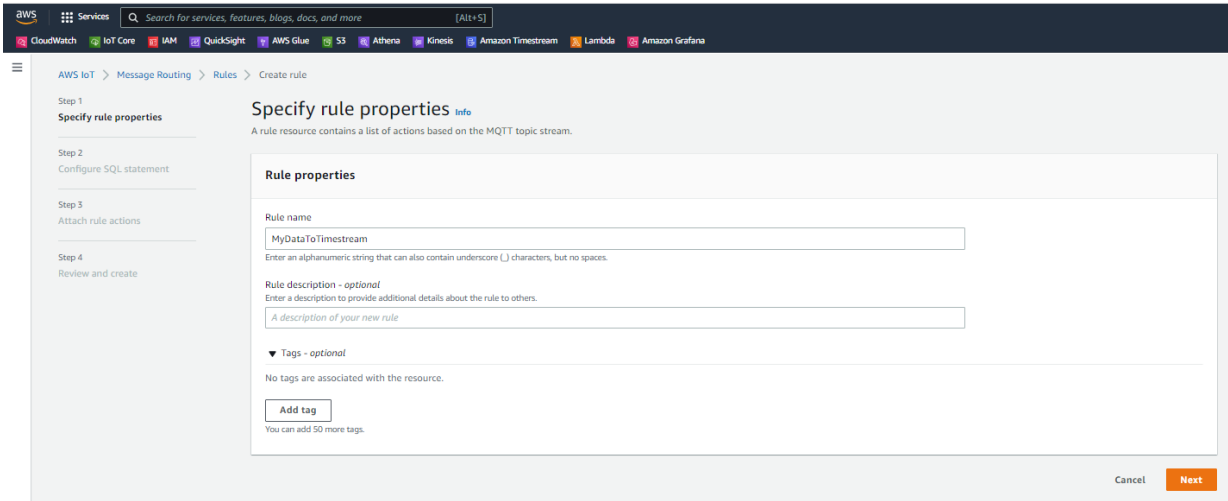 aws
Services
Search for services, features, blogs, docs, and more [Alt+S]
CloudWatch IoT Core IAM QuickSight AWS Glue S3 Athena Kinesis Amazon Timestream Lambda Amazon Grafana
AWS IoT > Message Routing > Rules > Create rule
Step 1
Specify rule properties
Step 2
Configure SQL statement
Step 3
Attach rule actions
Step 4
Review and create
Specify rule properties Info
A rule resource contains a list of actions based on the MQTT topic stream.
Rule properties
Rule name
MyDataToTimestream
Enter an alphanumeric string that can also contain underscore (_) characters, but no spaces.
Rule description - optional
Enter a description to provide additional details about the rule to others.
A description of your new rule
Tags - optional
No tags are associated with the resource.
Add tag
You can add 50 more tags.
Cancel Next